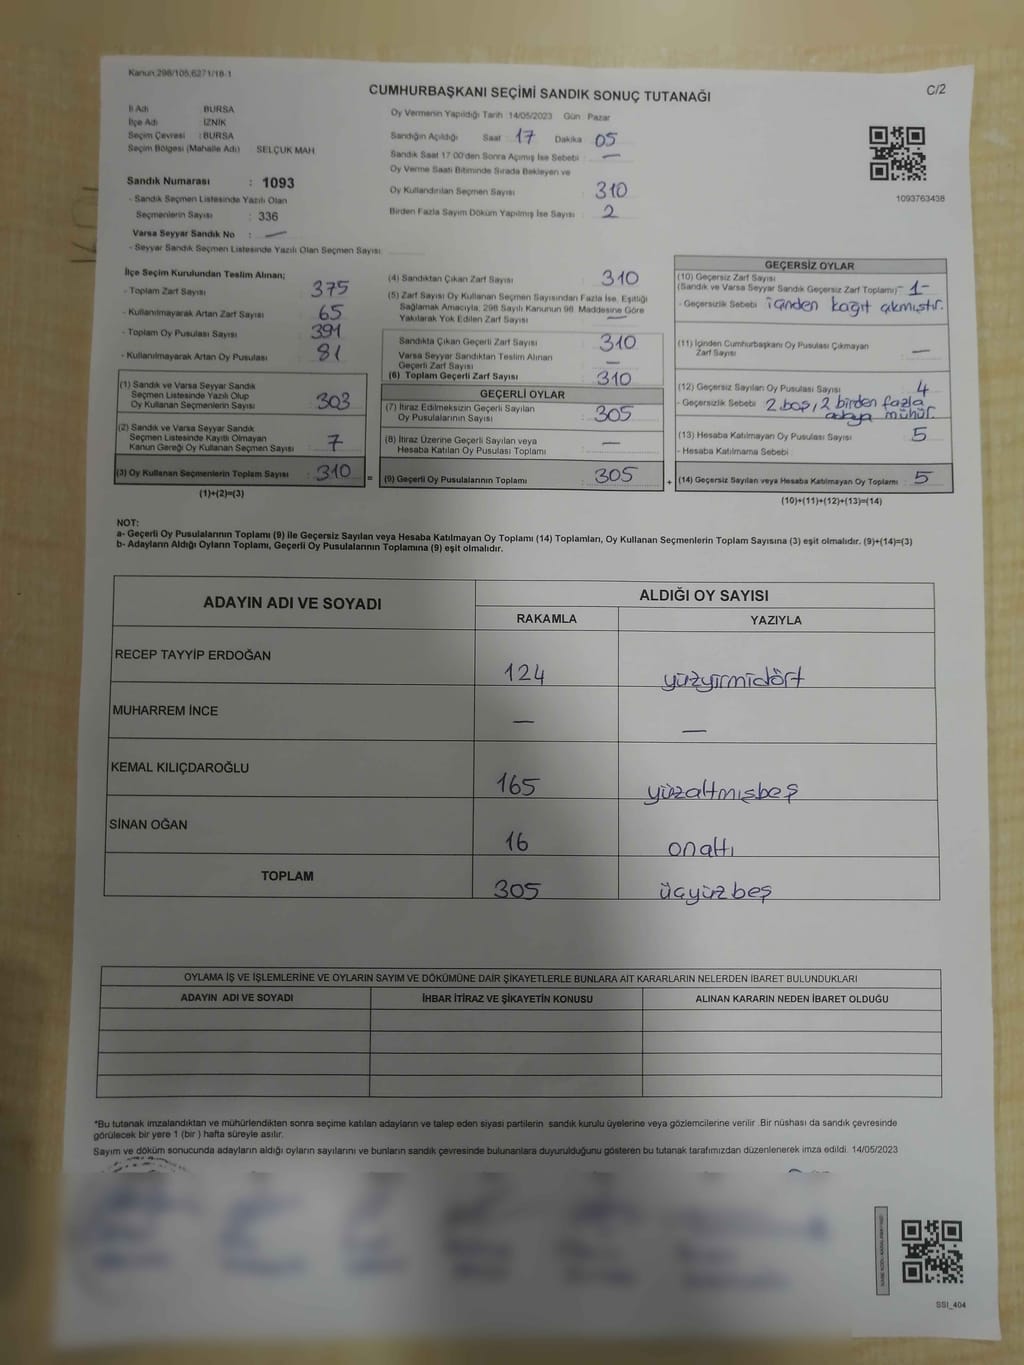 Kanun 298/105,6271/18-1
CUMHURBAŞKANI SEÇİMİ SANDIK SONUÇ TUTANAĞI
C/2
İl Adı BURSA
İlçe Adı İZNİK
Seçim Çevresi : BURSA
Seçim Bölgesi (Mahalle Adı) SELÇUK MAH.
Sandık Numarası : 1093
- Sandık Seçmen Listesinde Yazılı Olan
Seçmenlerin Sayısı : 336
Varsa Seyyar Sandık No : —
- Seyyar Sandık Seçmen Listesinde Yazılı Olan Seçmen Sayısı
Oy Vermenin Yapıldığı Tarih : 14/05/2023 Gün : Pazar
Sandığın Açıldığı Saat : 17 Dakika 05
Sandık Saat 17:00'den Sonra Açımış İse Sebebi : —
Oy Verme Saati Bitiminde Sırada Bekleyen ve
Oy Kullandırılan Seçmen Sayısı : 310
Birden Fazla Sayım Döküm Yapılmış İse Sayısı : 2
1093763438
İlçe Seçim Kurulundan Teslim Alınan;
- Toplam Zarf Sayısı : 375
- Kullanılmayarak Artan Zarf Sayısı : 65
- Toplam Oy Pusulası Sayısı : 391
- Kullanılmayarak Artan Oy Pusulası : 81
(1) Sandık ve Varsa Seyyar Sandık
Seçmen Listesinde Yazılı Olup
Oy Kullanan Seçmenlerin Sayısı : 303
(2) Sandık ve Varsa Seyyar Sandık
Seçmen Listesinde Kayıtlı Olmayan
Kanun Gereği Oy Kullanan Seçmen Sayısı : 7
(3) Oy Kullanan Seçmenlerin Toplam Sayısı : 310
(1)+(2)=(3)
(4) Sandıktan Çıkan Zarf Sayısı : 310
(5) Zarf Sayısı Oy Kullanan Seçmen Sayısından Fazla İse, Eşitliği
Sağlamak Amacıyla, 298 Sayılı Kanunun 98. Maddesine Göre
Yakılarak Yok Edilen Zarf Sayısı : —
Sandıkta Çıkan Geçerli Zarf Sayısı : 310
Varsa Seyyar Sandıktan Teslim Alınan
Geçerli Zarf Sayısı : —
(6) Toplam Geçerli Zarf Sayısı : 310
GEÇERLİ OYLAR
(7) İtiraz Edilmeksizin Geçerli Sayılan
Oy Pusulalarının Sayısı : 305
(8) İtiraz Üzerine Geçerli Sayılan veya
Hesaba Katılan Oy Pusulası Toplamı : —
= (9) Geçerli Oy Pusulalarının Toplamı : 305 +
GEÇERSİZ OYLAR
(10) Geçersiz Zarf Sayısı
(Sandık ve Varsa Seyyar Sandık Geçersiz Zarf Toplamı) : 1-
- Geçersizlik Sebebi : içinden kağıt çıkmıştır.
(11) İçinden Cumhurbaşkanı Oy Pusulası Çıkmayan
Zarf Sayısı : —
(12) Geçersiz Sayılan Oy Pusulası Sayısı : 4
- Geçersizlik Sebebi : 2 boş, 2 birden fazla
adaya mühür.
(13) Hesaba Katılmayan Oy Pusulası Sayısı : 5
- Hesaba Katılmama Sebebi :
(14) Geçersiz Sayılan veya Hesaba Katılmayan Oy Toplamı : 5
(10)+(11)+(12)+(13)=(14)
NOT:
a- Geçerli Oy Pusulalarının Toplamı (9) ile Geçersiz Sayılan veya Hesaba Katılmayan Oy Toplamı (14) Toplamları, Oy Kullanan Seçmenlerin Toplam Sayısına (3) eşit olmalıdır. (9)+(14)=(3)
b- Adayların Aldığı Oyların Toplamı, Geçerli Oy Pusulalarının Toplamına (9) eşit olmalıdır.
ADAYIN ADI VE SOYADI
ALDIĞI OY SAYISI
RAKAMLA YAZIYLA
RECEP TAYYİP ERDOĞAN 124 yüzyirmidört
MUHARREM İNCE — —
KEMAL KILIÇDAROĞLU 165 yüzaltmışbeş
SİNAN OĞAN 16 onaltı
TOPLAM 305 üçyüzbeş
OYLAMA İŞ VE İŞLEMLERİNE VE OYLARIN SAYIM VE DÖKÜMÜNE DAİR ŞİKAYETLERLE BUNLARA AİT KARARLARIN NELERDEN İBARET BULUNDUKLARI
ADAYIN ADI VE SOYADI İHBAR İTİRAZ VE ŞİKAYETİN KONUSU ALINAN KARARIN NEDEN İBARET OLDUĞU
*Bu tutanak imzalandıktan ve mühürlendikten sonra seçime katılan adayların ve talep eden siyasi partilerin sandık kurulu üyelerine veya gözlemcilerine verilir .Bir nüshası da sandık çevresinde
görülecek bir yere 1 (bir ) hafta süreyle asılır.
Sayım ve döküm sonucunda adayların aldığı oyların sayılarını ve bunların sandık çevresinde bulunanlara duyurulduğunu gösteren bu tutanak tarafımızdan düzenlenerek imza edildi. 14/05/2023
SSI_404